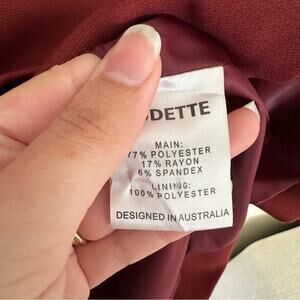 DETTE
MAIN:
77% POLYESTER
17% RAYON
6% SPANDEX
LINING:
100% POLYESTER
DESIGNED IN AUSTRALIA